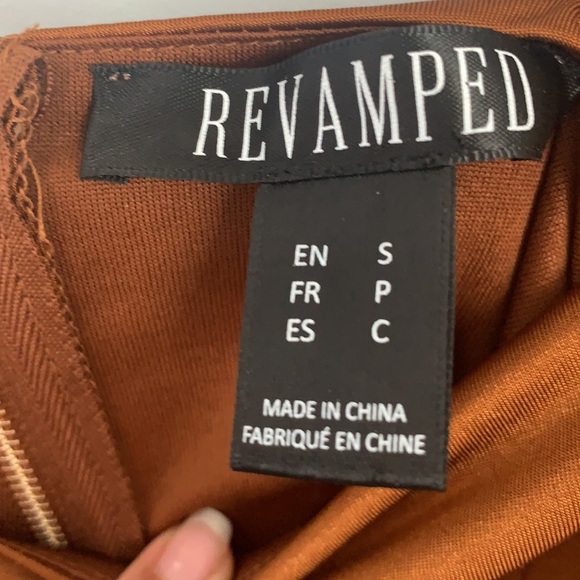 REVAMPED
EN S
FR P
ES C
MADE IN CHINA
FABRIQUÉ EN CHINE